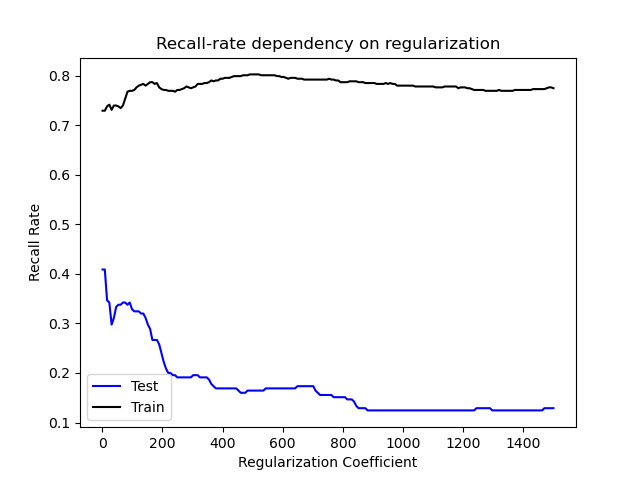 Recall-rate dependency on regularization
Recall Rate
0.8
0.7
0.6
0.5
0.4
0.3
0.2
0.1
Test
Train
0 200 400 600 800 1000 1200 1400
Regularization Coefficient